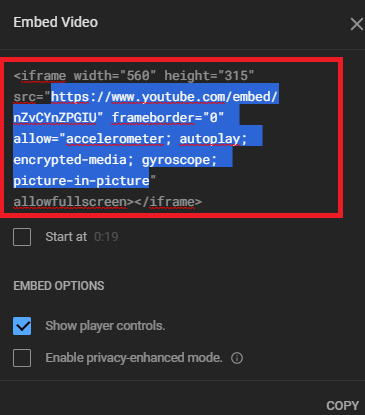 Embed Video
<iframe width="560" height="315"
src="https://www.youtube.com/embed/
nZvCYnZPGIU" frameborder="0"
allow="accelerometer; autoplay;
encrypted-media; gyroscope;
picture-in-picture"
allowfullscreen></iframe>
Start at 0:19
EMBED OPTIONS
Show player controls.
Enable privacy-enhanced mode.
COPY